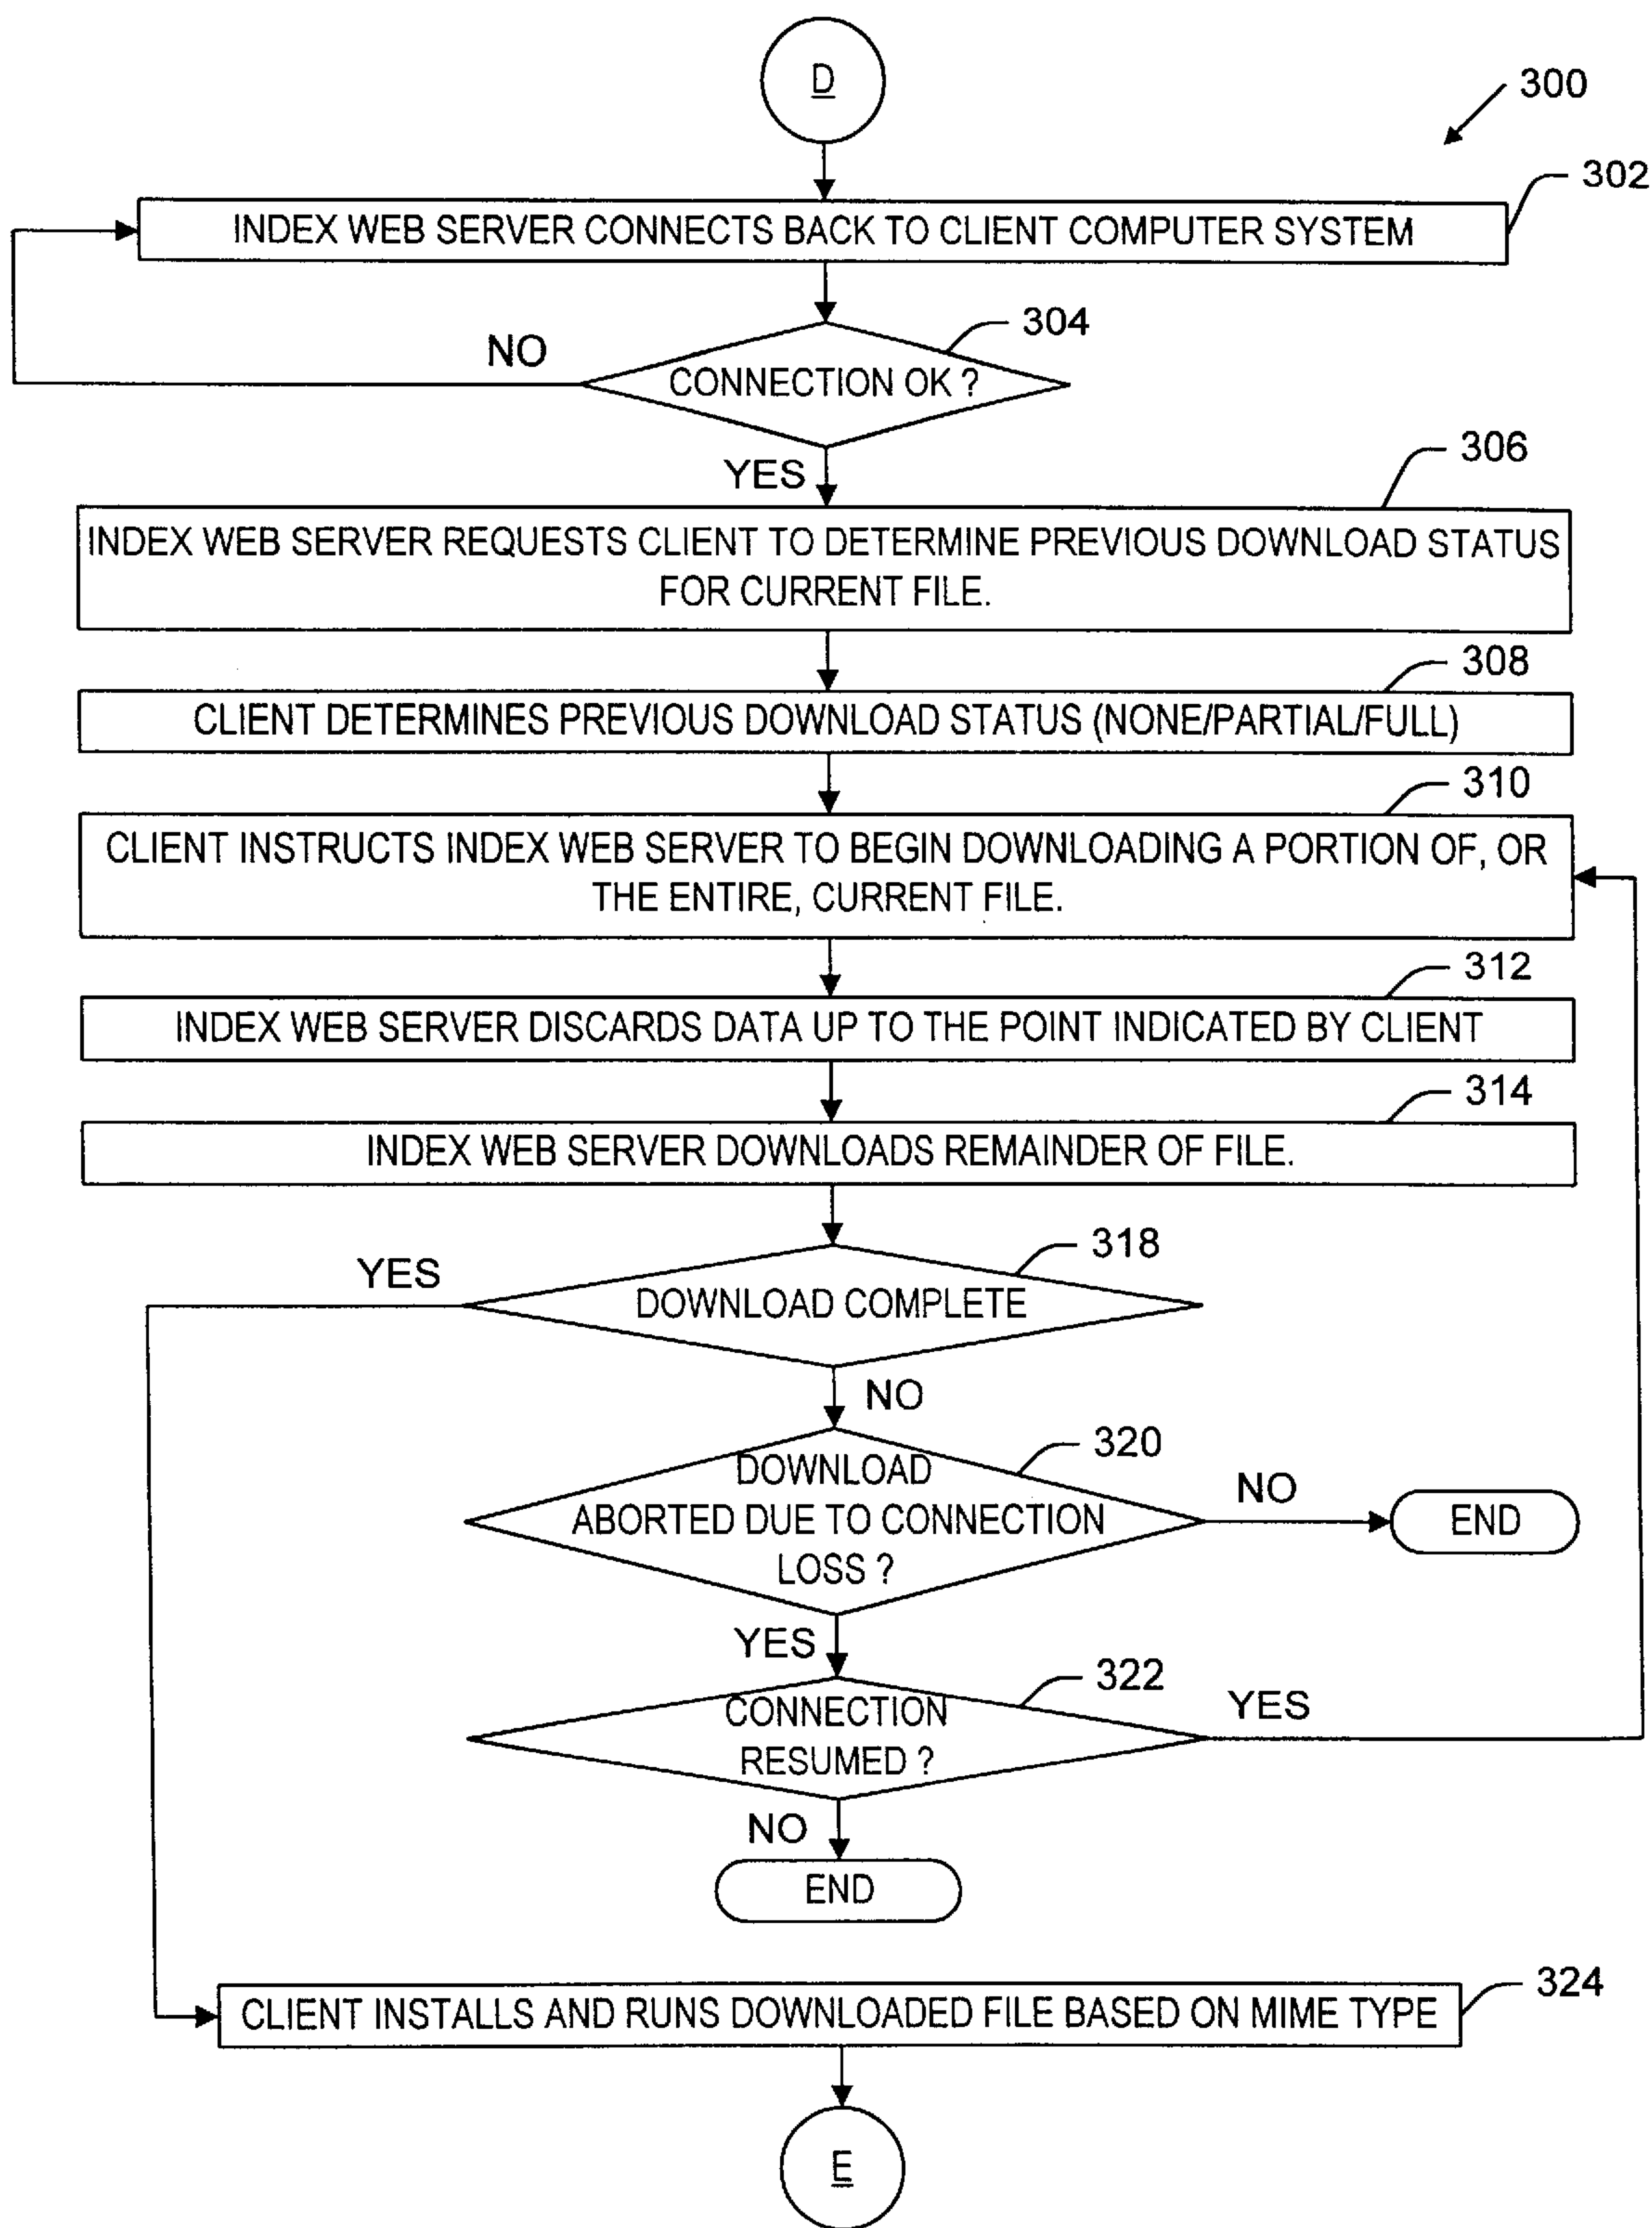 D
300
302
INDEX WEB SERVER CONNECTS BACK TO CLIENT COMPUTER SYSTEM
304
NO
CONNECTION OK ?
YES
306
INDEX WEB SERVER REQUESTS CLIENT TO DETERMINE PREVIOUS DOWNLOAD STATUS
FOR CURRENT FILE.
308
CLIENT DETERMINES PREVIOUS DOWNLOAD STATUS (NONE/PARTIAL/FULL)
310
CLIENT INSTRUCTS INDEX WEB SERVER TO BEGIN DOWNLOADING A PORTION OF, OR
THE ENTIRE, CURRENT FILE.
312
INDEX WEB SERVER DISCARDS DATA UP TO THE POINT INDICATED BY CLIENT
314
INDEX WEB SERVER DOWNLOADS REMAINDER OF FILE.
318
YES
DOWNLOAD COMPLETE
NO
320
DOWNLOAD
ABORTED DUE TO CONNECTION
LOSS ?
NO
END
YES
322
CONNECTION
RESUMED ?
YES
NO
END
324
CLIENT INSTALLS AND RUNS DOWNLOADED FILE BASED ON MIME TYPE
E